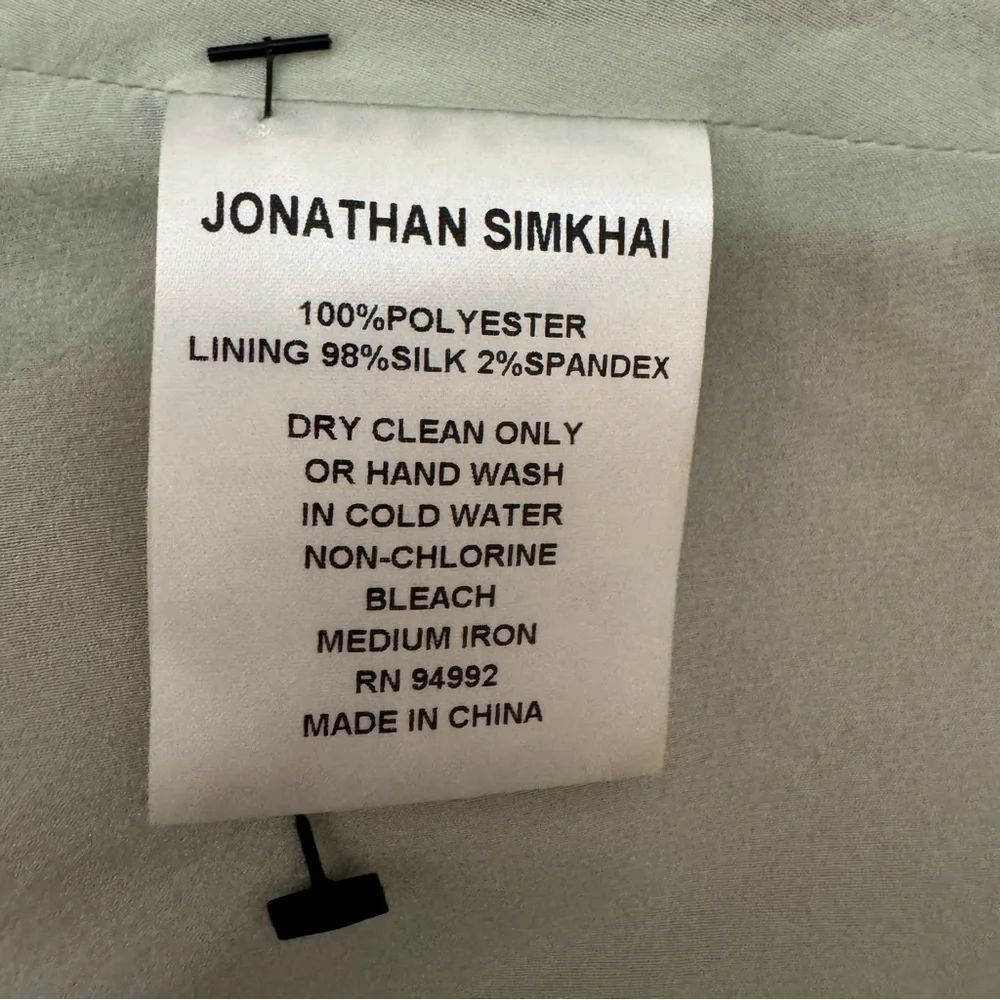 JONATHAN SIMKHAI
100%POLYESTER
LINING 98%SILK 2%SPANDEX
DRY CLEAN ONLY
OR HAND WASH
IN COLD WATER
NON-CHLORINE
BLEACH
MEDIUM IRON
RN 94992
MADE IN CHINA